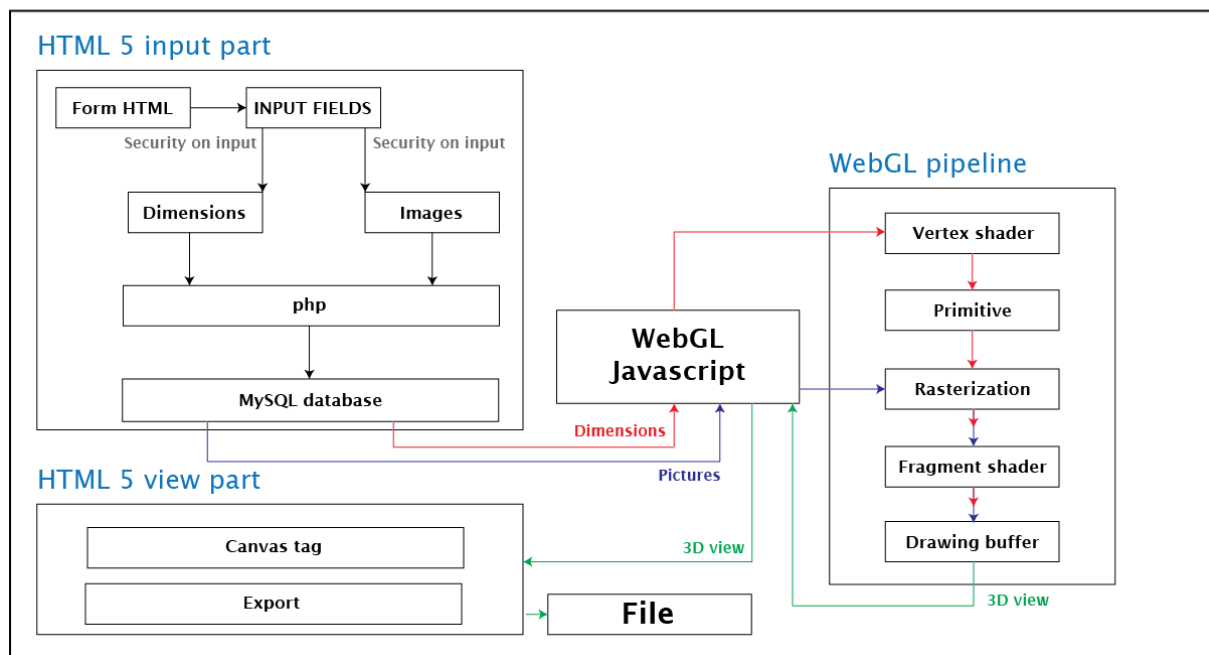 HTML 5 input part
Form HTML
INPUT FIELDS
Security on input
Security on input
Dimensions
Images
php
MySQL database
WebGL
Javascript
Dimensions
Pictures
WebGL pipeline
Vertex shader
Primitive
Rasterization
Fragment shader
Drawing buffer
3D view
HTML 5 view part
Canvas tag
3D view
Export
File